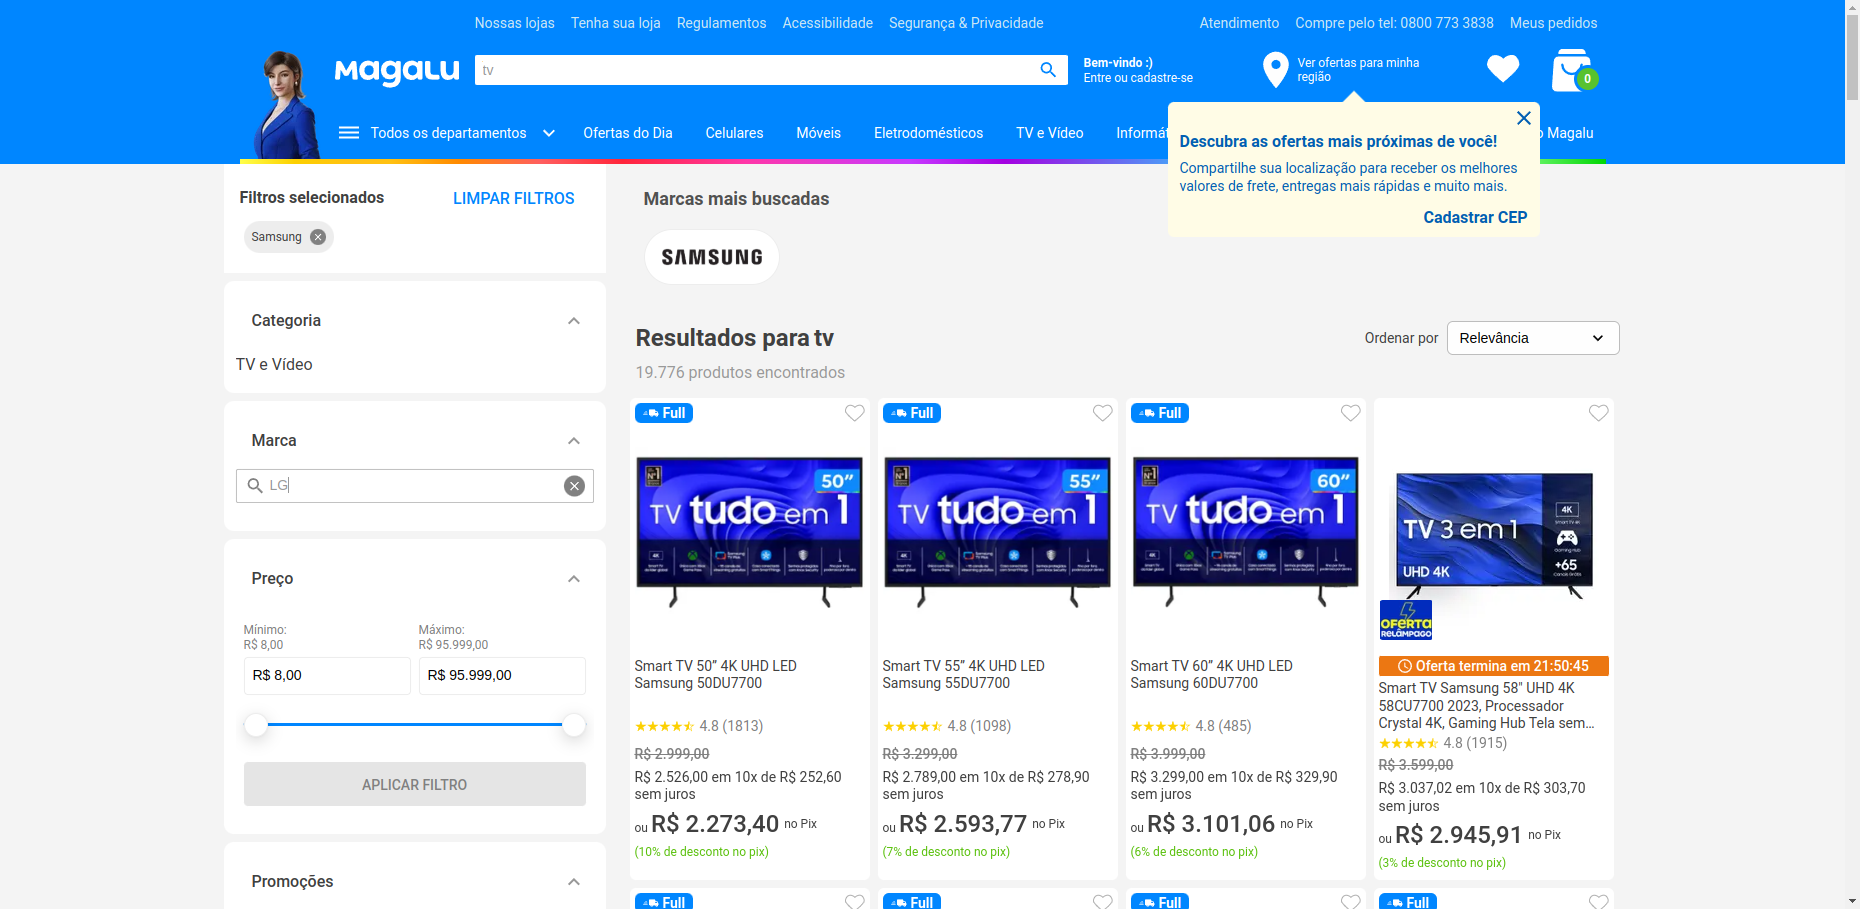 Nossas lojas Tenha sua loja Regulamentos Acessibilidade Segurança & Privacidade Atendimento Compre pelo tel: 0800 773 3838 Meus pedidos
Magalu
tv
Bem-vindo :)
Entre ou cadastre-se
Ver ofertas para minha
região
0
Todos os departamentos Ofertas do Dia Celulares Móveis Eletrodomésticos TV e Vídeo Informát Magalu
Descubra as ofertas mais próximas de você!
Compartilhe sua localização para receber os melhores
valores de frete, entregas mais rápidas e muito mais.
Cadastrar CEP
Filtros selecionados LIMPAR FILTROS
Samsung
Categoria
TV e Vídeo
Marca
LG
Preço
Mínimo:
R$ 8,00
Máximo:
R$ 95.999,00
R$ 8,00
R$ 95.999,00
APLICAR FILTRO
Promoções
Marcas mais buscadas
SAMSUNG
Resultados para tv
19.776 produtos encontrados
Ordenar por Relevância
Full
Nº1
50"
TV tudo em 1
4K
Smart TV 50” 4K UHD LED
Samsung 50DU7700
4.8 (1813)
R$ 2.999,00
R$ 2.526,00 em 10x de R$ 252,60
sem juros
ou R$ 2.273,40 no Pix
(10% de desconto no pix)
Full
Nº1
55"
TV tudo em 1
4K
Smart TV 55” 4K UHD LED
Samsung 55DU7700
4.8 (1098)
R$ 3.299,00
R$ 2.789,00 em 10x de R$ 278,90
sem juros
ou R$ 2.593,77 no Pix
(7% de desconto no pix)
Full
Nº1
60"
TV tudo em 1
4K
Smart TV 60” 4K UHD LED
Samsung 60DU7700
4.8 (485)
R$ 3.999,00
R$ 3.299,00 em 10x de R$ 329,90
sem juros
ou R$ 3.101,06 no Pix
(6% de desconto no pix)
TV 3 em 1
UHD 4K
4K
Smart TV 4K
Gaming Hub
+65
Canais Grátis
OFERTA
RELÂMPAGO
Oferta termina em 21:50:45
Smart TV Samsung 58" UHD 4K
58CU7700 2023, Processador
Crystal 4K, Gaming Hub Tela sem...
4.8 (1915)
R$ 3.599,00
R$ 3.037,02 em 10x de R$ 303,70
sem juros
ou R$ 2.945,91 no Pix
(3% de desconto no pix)
Full
Full
Full
Full